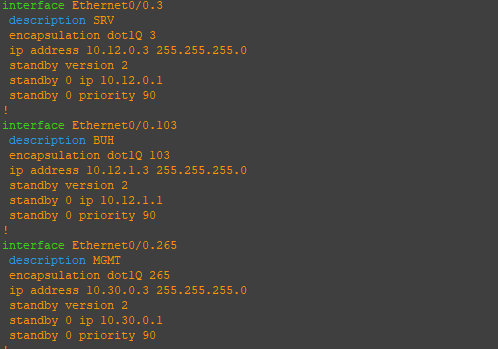 interface Ethernet0/0.3
description SRV
encapsulation dot1Q 3
ip address 10.12.0.3 255.255.255.0
standby version 2
standby 0 ip 10.12.0.1
standby 0 priority 90
!
interface Ethernet0/0.103
description BUH
encapsulation dot1Q 103
ip address 10.12.1.3 255.255.255.0
standby version 2
standby 0 ip 10.12.1.1
standby 0 priority 90
!
interface Ethernet0/0.265
description MGMT
encapsulation dot1Q 265
ip address 10.30.0.3 255.255.255.0
standby version 2
standby 0 ip 10.30.0.1
standby 0 priority 90
!